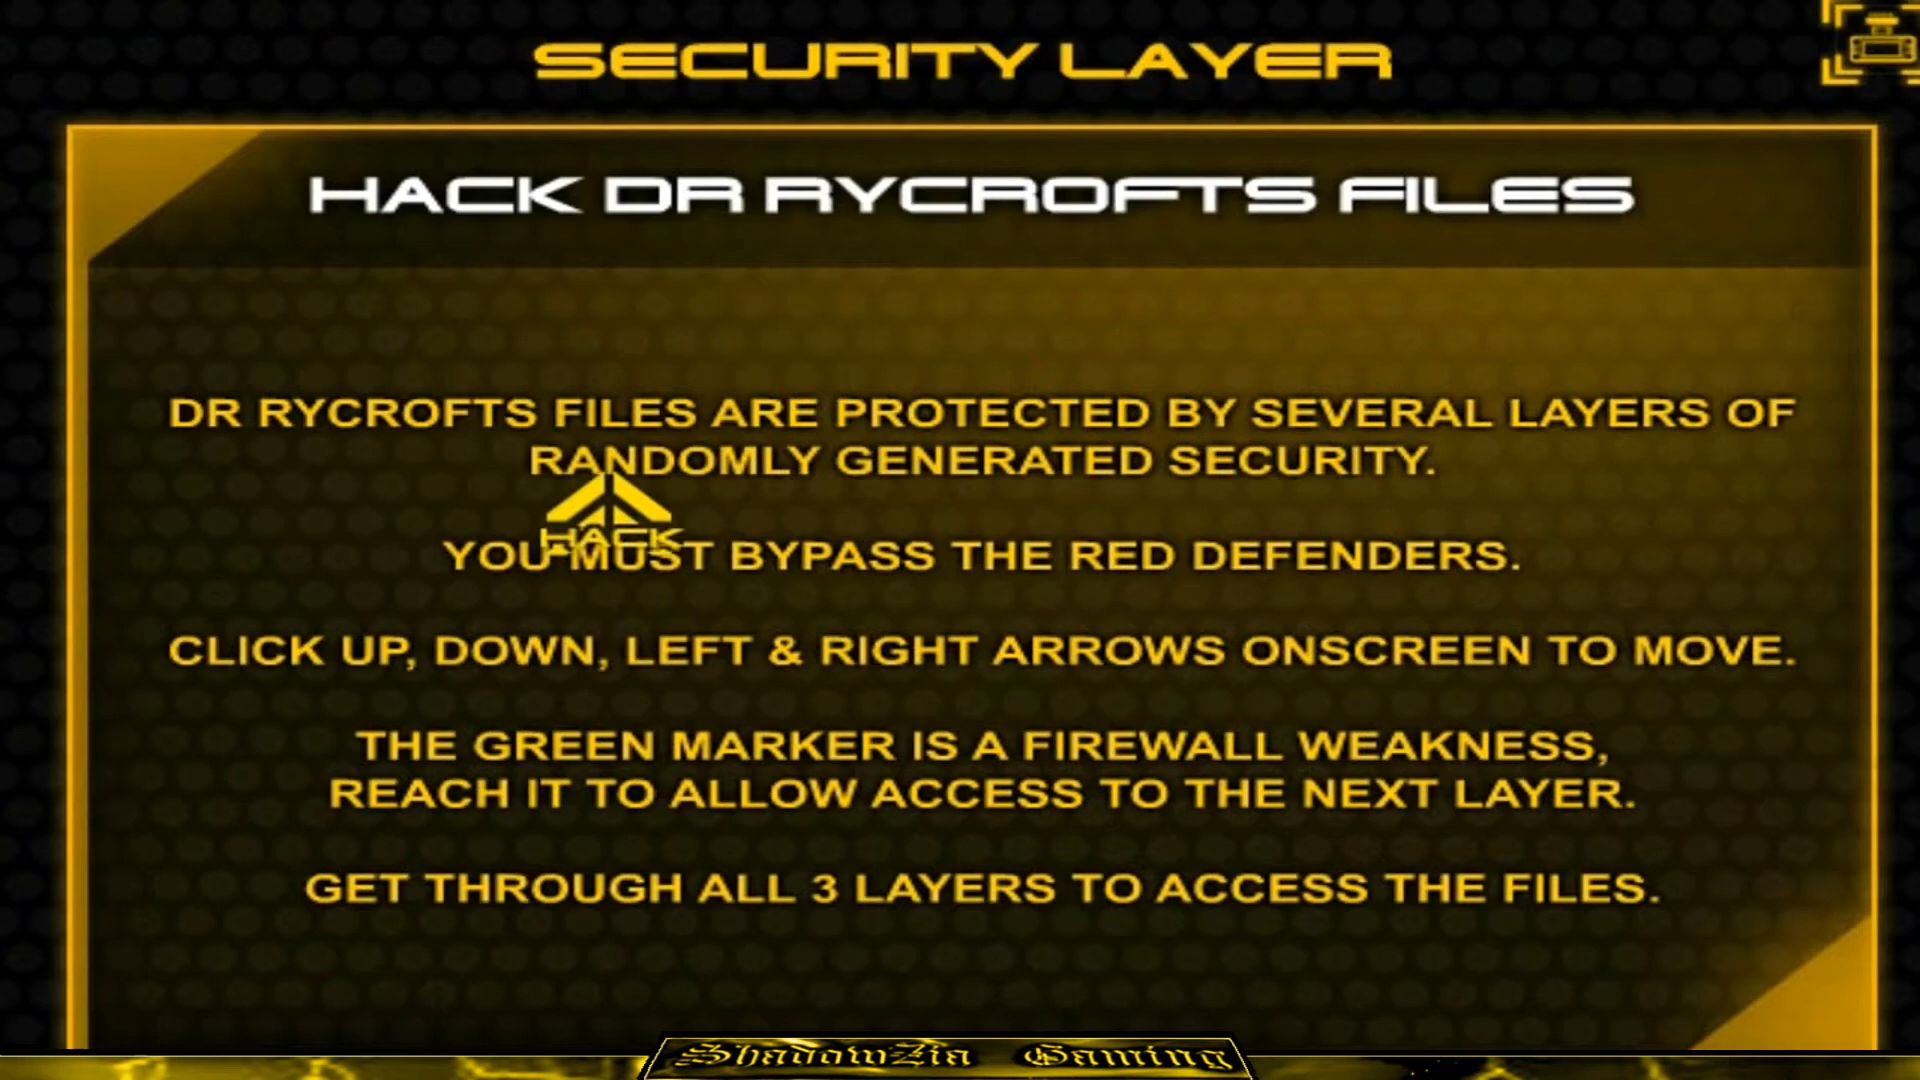 SECURITY LAYER
HACK DR RYCROFTS FILES
DR RYCROFTS FILES ARE PROTECTED BY SEVERAL LAYERS OF
RANDOMLY GENERATED SECURITY.
HACK
YOU MUST BYPASS THE RED DEFENDERS.
CLICK UP, DOWN, LEFT & RIGHT ARROWS ONSCREEN TO MOVE.
THE GREEN MARKER IS A FIREWALL WEAKNESS,
REACH IT TO ALLOW ACCESS TO THE NEXT LAYER.
GET THROUGH ALL 3 LAYERS TO ACCESS THE FILES.
ShadowZia Gaming